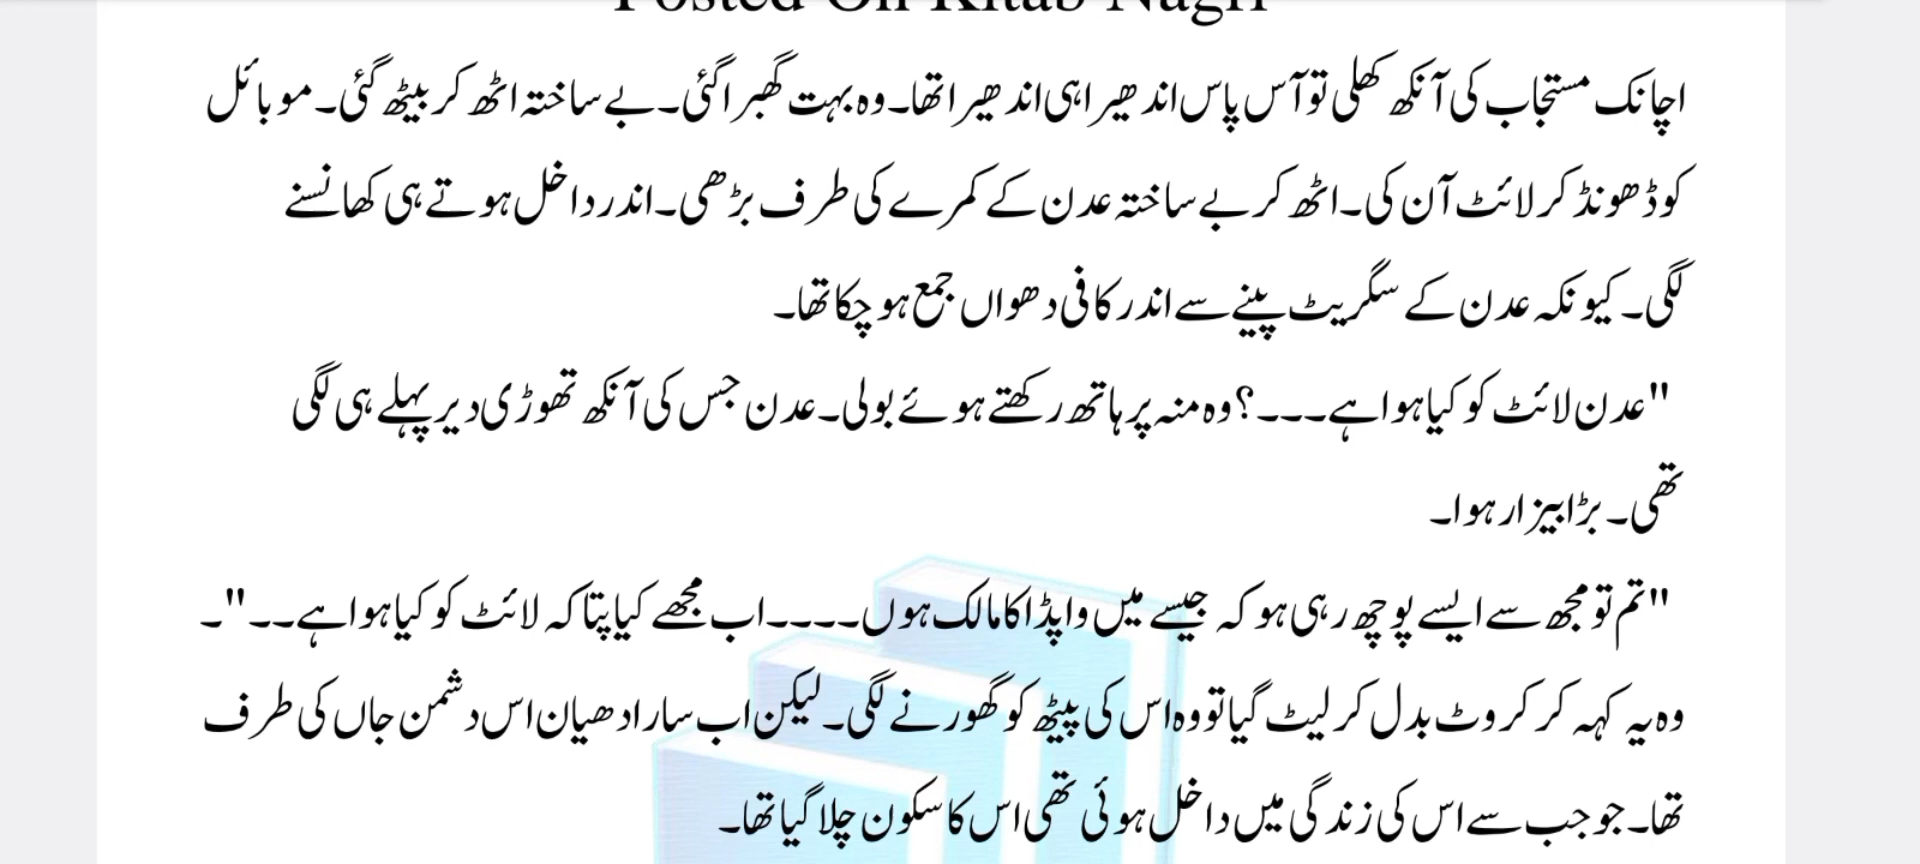 Posted On Kitab Nagri
اچانک مستجاب کی آنکھ کھلی تو آس پاس اندھیرا ہی اندھیرا تھا۔ وہ بہت گھبرا گئی۔ بے ساختہ اٹھ کر بیٹھ گئی۔ موبائل
کو ڈھونڈ کر لائٹ آن کی۔ اٹھ کر بے ساختہ عدن کے کمرے کی طرف بڑھی۔ اندر داخل ہوتے ہی کھانسنے
لگی۔ کیونکہ عدن کے سگریٹ پینے سے اندر کافی دھواں جمع ہو چکا تھا۔
"عدن لائٹ کو کیا ہوا ہے۔۔۔۔؟ وہ منہ پر ہاتھ رکھتے ہوئے بولی۔ عدن جس کی آنکھ تھوڑی دیر پہلے ہی لگی
تھی۔ بڑا بیزار ہوا۔
"تم تو مجھ سے ایسے پوچھ رہی ہو کہ جیسے میں واپڈا کا مالک ہوں۔۔۔۔۔اب مجھے کیا پتا کہ لائٹ کو کیا ہوا ہے۔۔۔"۔
وہ یہ کہہ کر کروٹ بدل کر لیٹ گیا تو وہ اس کی پیٹھ کو گھورنے لگی۔ لیکن اب سارا دھیان اس دشمن جاں کی طرف
تھا۔ جو جب سے اس کی زندگی میں داخل ہوئی تھی اس کا سکون چلا گیا تھا۔